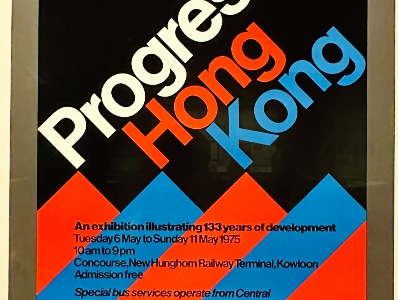 Progres
Hong
Kong
An exhibition illustrating 133 years of development
Tuesday 6 May to Sunday 11 May 1975
10 am to 9 pm
Concourse, New Hunghom Railway Terminal, Kowloon
Admission free
Special bus services operate from Central